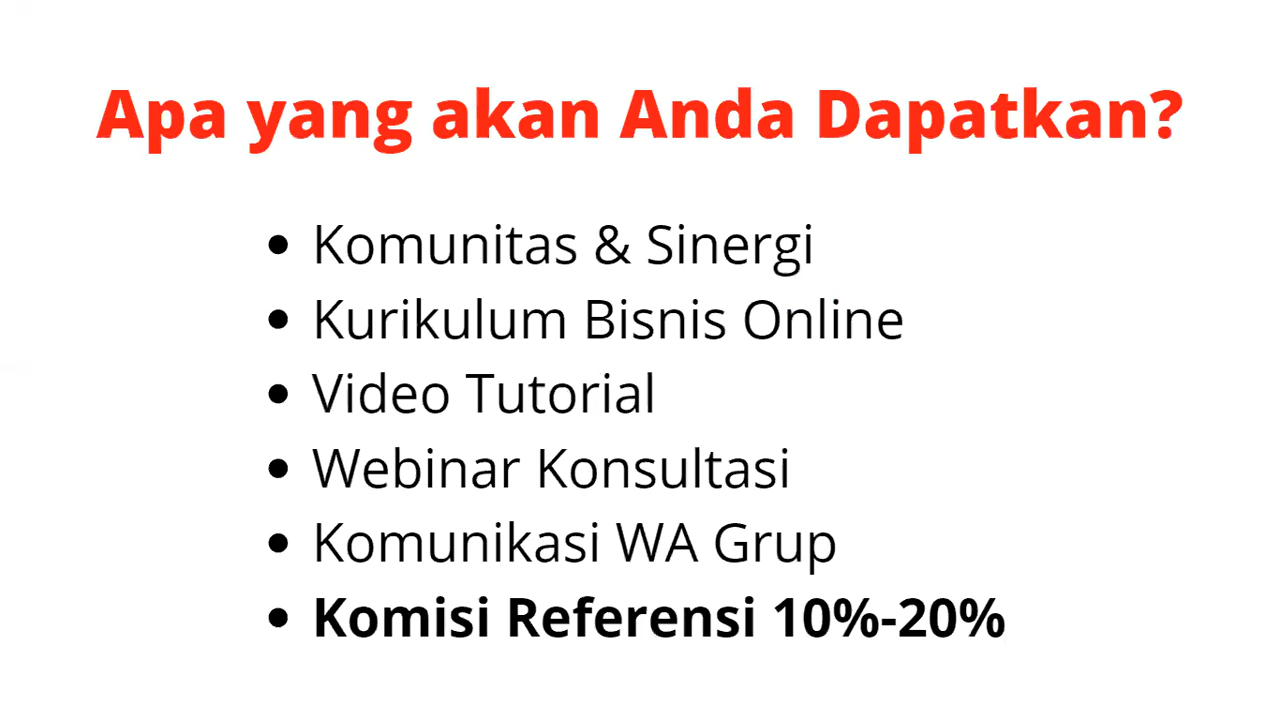 Apa yang akan Anda Dapatkan?
• Komunitas & Sinergi
• Kurikulum Bisnis Online
• Video Tutorial
• Webinar Konsultasi
• Komunikasi WA Grup
• Komisi Referensi 10%-20%